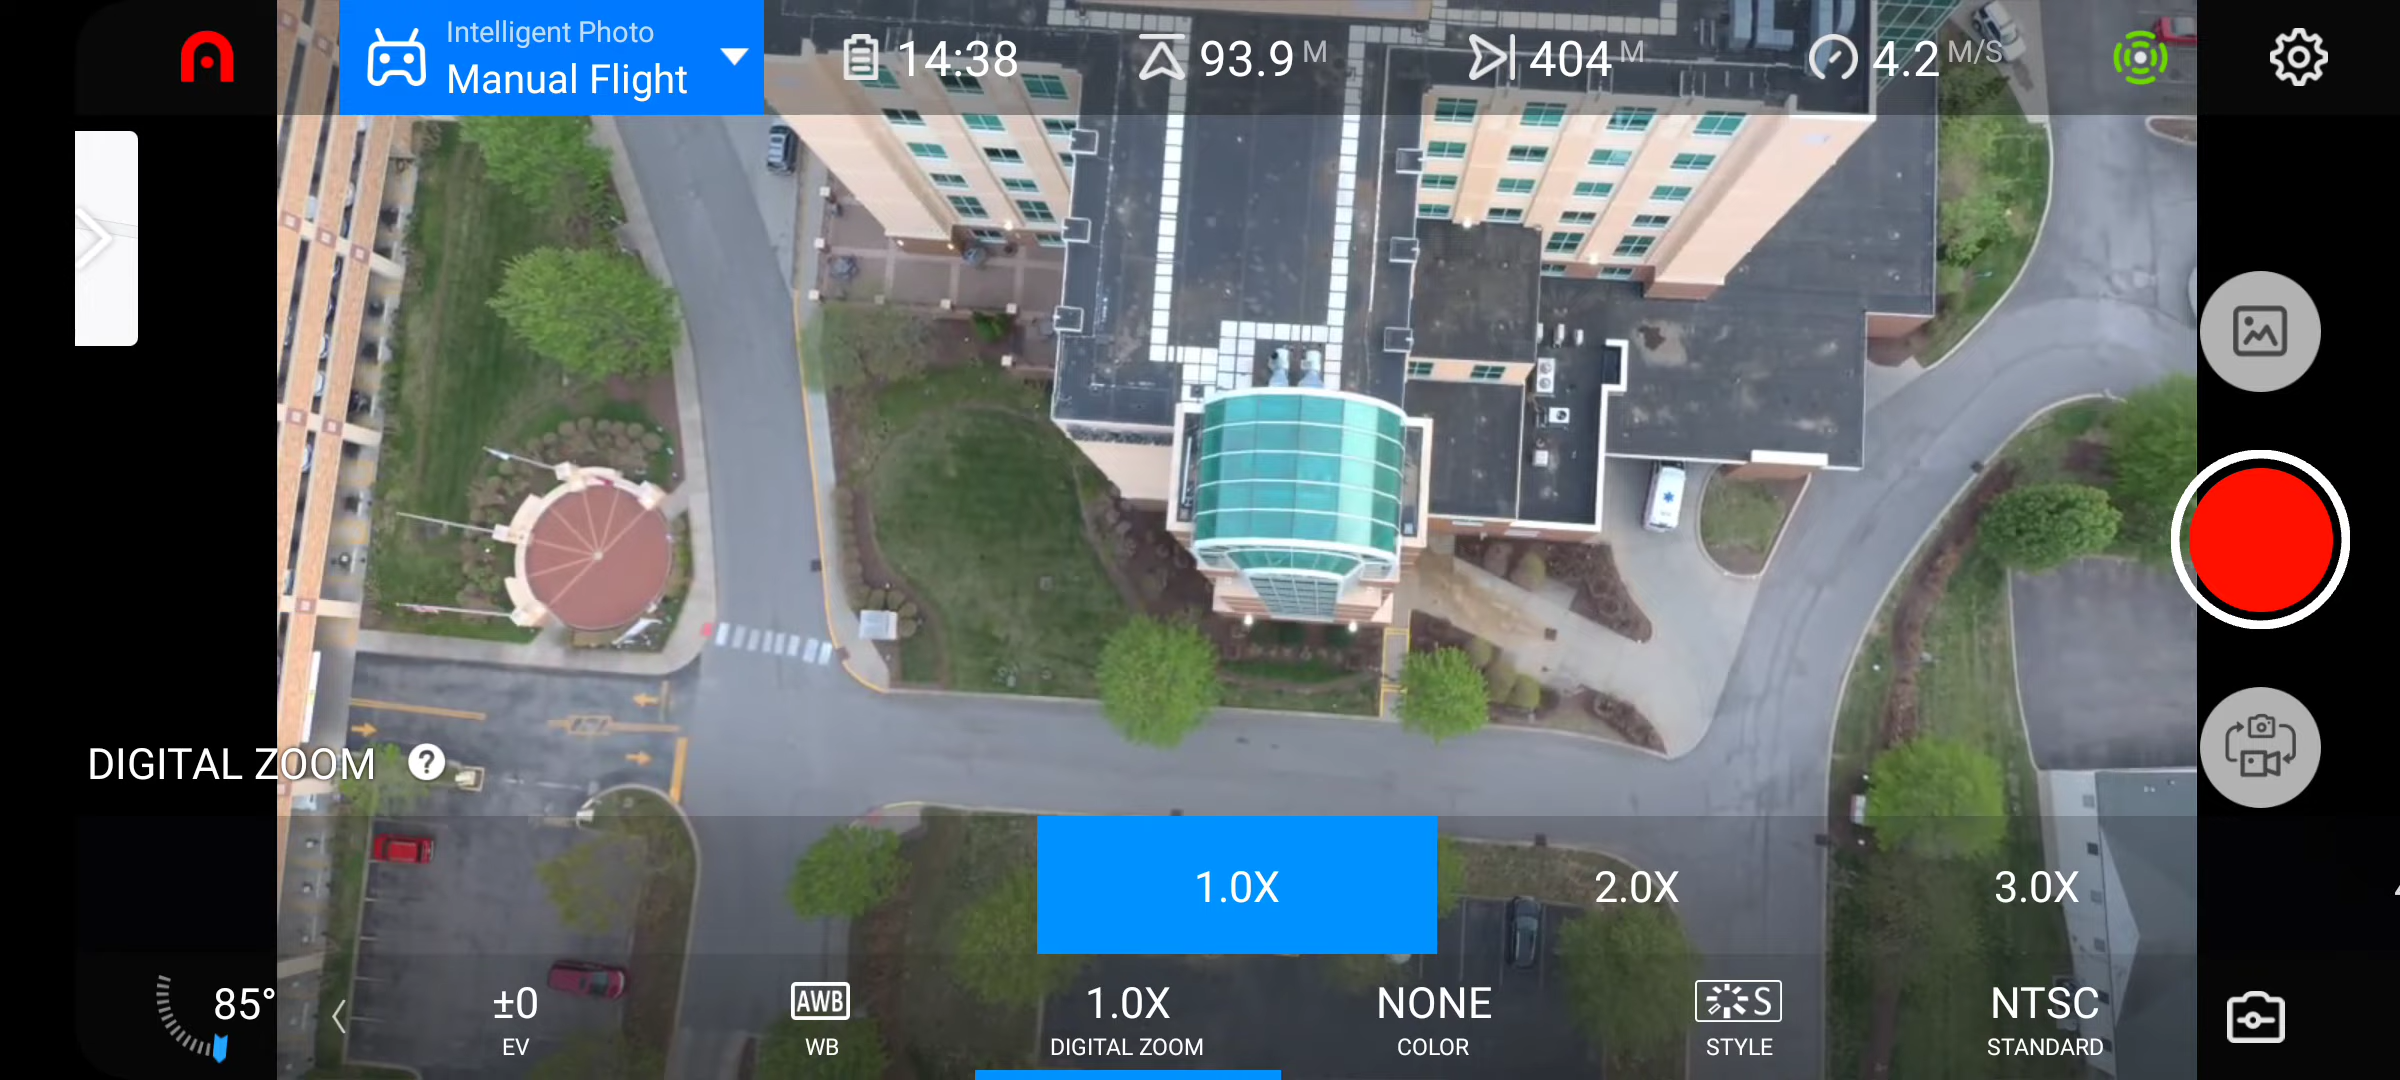 Intelligent Photo
Manual Flight
14:38
93.9 M
404 M
4.2 M/S
DIGITAL ZOOM ?
1.0X
2.0X
3.0X
85°
±0
EV
AWB
WB
1.0X
DIGITAL ZOOM
NONE
COLOR
S
STYLE
NTSC
STANDARD